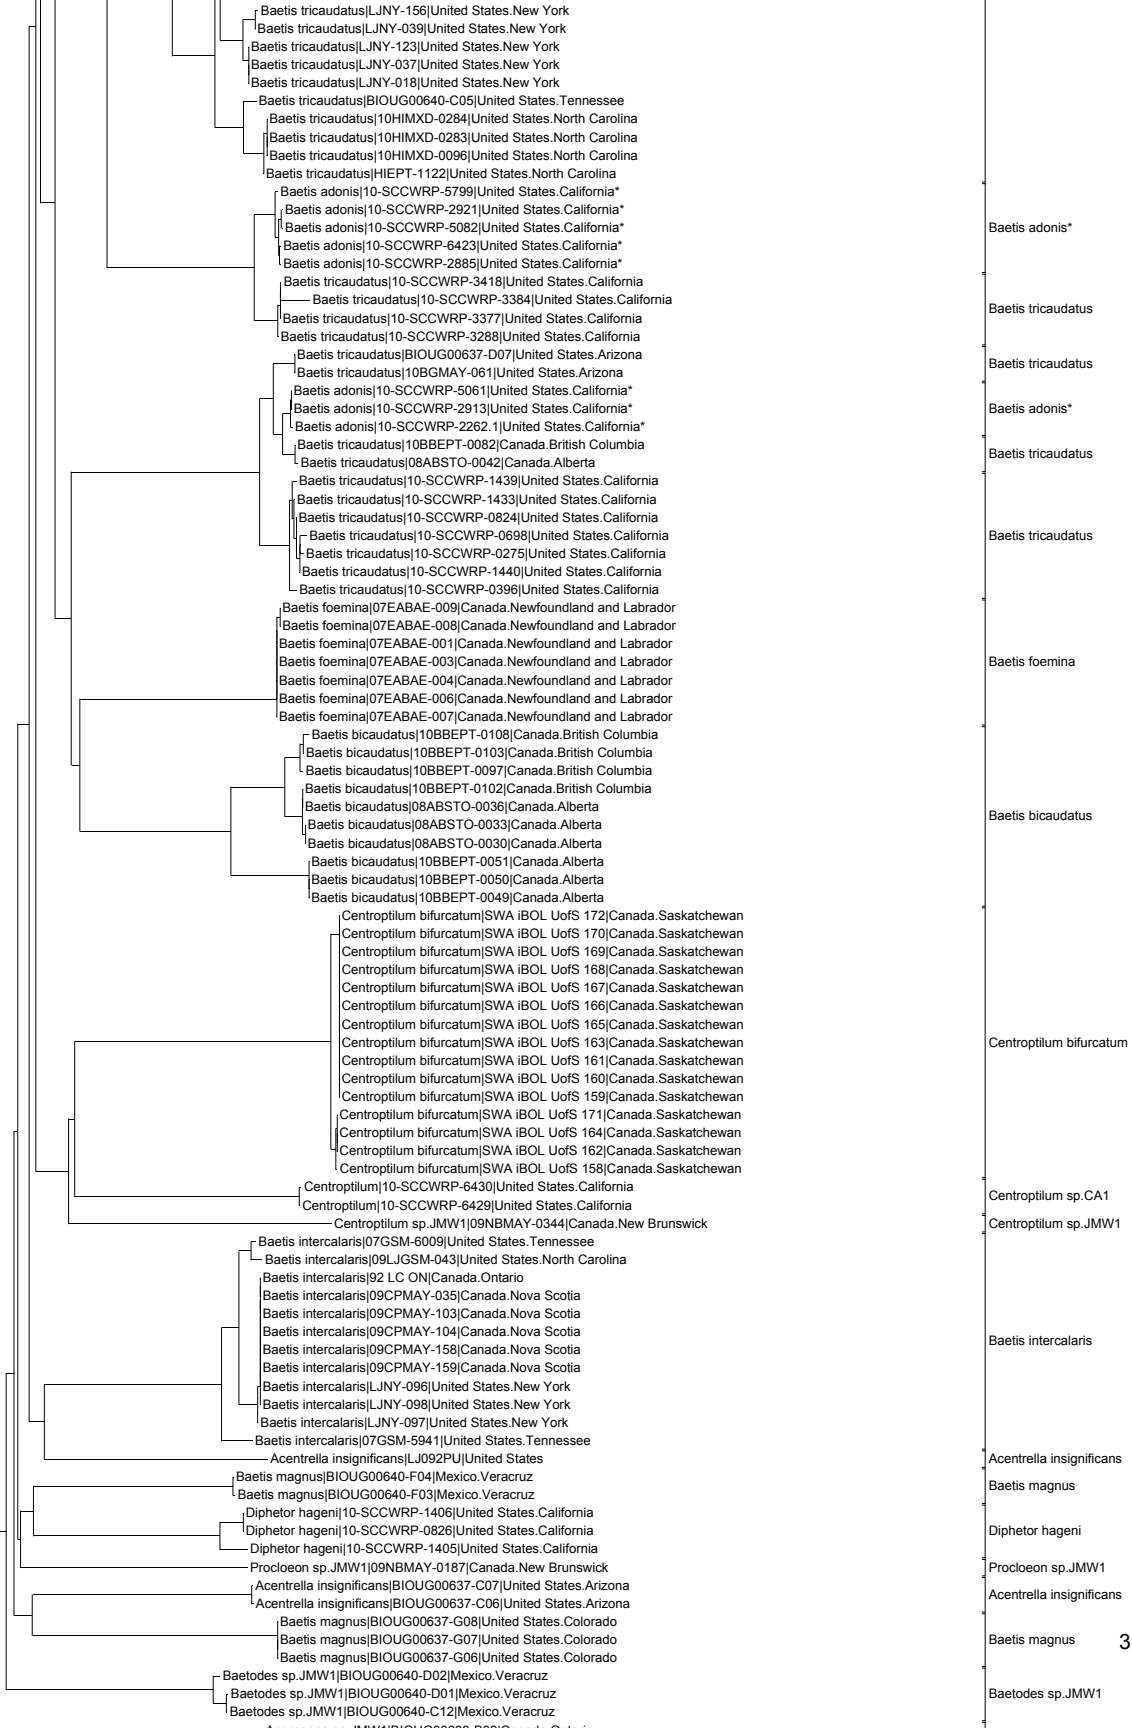 Baetis tricaudatus|LJNY-156|United States.New York
Baetis tricaudatus|LJNY-039|United States.New York
Baetis tricaudatus|LJNY-123|United States.New York
Baetis tricaudatus|LJNY-037|United States.New York
Baetis tricaudatus|LJNY-018|United States.New York
Baetis tricaudatus|BIOUG00640-C05|United States.Tennessee
Baetis tricaudatus|10HIMXD-0284|United States.North Carolina
Baetis tricaudatus|10HIMXD-0283|United States.North Carolina
Baetis tricaudatus|10HIMXD-0096|United States.North Carolina
Baetis tricaudatus|HIEPT-1122|United States.North Carolina
Baetis adonis|10-SCCWRP-5799|United States.California*
Baetis adonis|10-SCCWRP-2921|United States.California*
Baetis adonis|10-SCCWRP-5082|United States.California*
Baetis adonis|10-SCCWRP-6423|United States.California*
Baetis adonis|10-SCCWRP-2885|United States.California*
Baetis adonis*
Baetis tricaudatus|10-SCCWRP-3418|United States.California
Baetis tricaudatus|10-SCCWRP-3384|United States.California
Baetis tricaudatus|10-SCCWRP-3377|United States.California
Baetis tricaudatus|10-SCCWRP-3288|United States.California
Baetis tricaudatus
Baetis tricaudatus|BIOUG00637-D07|United States.Arizona
Baetis tricaudatus|10BGMAY-061|United States.Arizona
Baetis tricaudatus
Baetis adonis|10-SCCWRP-5061|United States.California*
Baetis adonis|10-SCCWRP-2913|United States.California*
Baetis adonis|10-SCCWRP-2262.1|United States.California*
Baetis adonis*
Baetis tricaudatus|10BBEPT-0082|Canada.British Columbia
Baetis tricaudatus|08ABSTO-0042|Canada.Alberta
Baetis tricaudatus
Baetis tricaudatus|10-SCCWRP-1439|United States.California
Baetis tricaudatus|10-SCCWRP-1433|United States.California
Baetis tricaudatus|10-SCCWRP-0824|United States.California
Baetis tricaudatus|10-SCCWRP-0698|United States.California
Baetis tricaudatus|10-SCCWRP-0275|United States.California
Baetis tricaudatus|10-SCCWRP-1440|United States.California
Baetis tricaudatus|10-SCCWRP-0396|United States.California
Baetis tricaudatus
Baetis foemina|07EABAE-009|Canada.Newfoundland and Labrador
Baetis foemina|07EABAE-008|Canada.Newfoundland and Labrador
Baetis foemina|07EABAE-001|Canada.Newfoundland and Labrador
Baetis foemina|07EABAE-003|Canada.Newfoundland and Labrador
Baetis foemina|07EABAE-004|Canada.Newfoundland and Labrador
Baetis foemina|07EABAE-006|Canada.Newfoundland and Labrador
Baetis foemina|07EABAE-007|Canada.Newfoundland and Labrador
Baetis foemina
Baetis bicaudatus|10BBEPT-0108|Canada.British Columbia
Baetis bicaudatus|10BBEPT-0103|Canada.British Columbia
Baetis bicaudatus|10BBEPT-0097|Canada.British Columbia
Baetis bicaudatus|10BBEPT-0102|Canada.British Columbia
Baetis bicaudatus|08ABSTO-0036|Canada.Alberta
Baetis bicaudatus|08ABSTO-0033|Canada.Alberta
Baetis bicaudatus|08ABSTO-0030|Canada.Alberta
Baetis bicaudatus|10BBEPT-0051|Canada.Alberta
Baetis bicaudatus|10BBEPT-0050|Canada.Alberta
Baetis bicaudatus|10BBEPT-0049|Canada.Alberta
Baetis bicaudatus
Centroptilum bifurcatum|SWA iBOL UofS 172|Canada.Saskatchewan
Centroptilum bifurcatum|SWA iBOL UofS 170|Canada.Saskatchewan
Centroptilum bifurcatum|SWA iBOL UofS 169|Canada.Saskatchewan
Centroptilum bifurcatum|SWA iBOL UofS 168|Canada.Saskatchewan
Centroptilum bifurcatum|SWA iBOL UofS 167|Canada.Saskatchewan
Centroptilum bifurcatum|SWA iBOL UofS 166|Canada.Saskatchewan
Centroptilum bifurcatum|SWA iBOL UofS 165|Canada.Saskatchewan
Centroptilum bifurcatum|SWA iBOL UofS 163|Canada.Saskatchewan
Centroptilum bifurcatum|SWA iBOL UofS 161|Canada.Saskatchewan
Centroptilum bifurcatum|SWA iBOL UofS 160|Canada.Saskatchewan
Centroptilum bifurcatum|SWA iBOL UofS 159|Canada.Saskatchewan
Centroptilum bifurcatum|SWA iBOL UofS 171|Canada.Saskatchewan
Centroptilum bifurcatum|SWA iBOL UofS 164|Canada.Saskatchewan
Centroptilum bifurcatum|SWA iBOL UofS 162|Canada.Saskatchewan
Centroptilum bifurcatum|SWA iBOL UofS 158|Canada.Saskatchewan
Centroptilum bifurcatum
Centroptilum|10-SCCWRP-6430|United States.California
Centroptilum|10-SCCWRP-6429|United States.California
Centroptilum sp.CA1
Centroptilum sp.JMW1|09NBMAY-0344|Canada.New Brunswick
Centroptilum sp.JMW1
Baetis intercalaris|07GSM-6009|United States.Tennessee
Baetis intercalaris|09LJGSM-043|United States.North Carolina
Baetis intercalaris|92 LC ON|Canada.Ontario
Baetis intercalaris|09CPMAY-035|Canada.Nova Scotia
Baetis intercalaris|09CPMAY-103|Canada.Nova Scotia
Baetis intercalaris|09CPMAY-104|Canada.Nova Scotia
Baetis intercalaris|09CPMAY-158|Canada.Nova Scotia
Baetis intercalaris|09CPMAY-159|Canada.Nova Scotia
Baetis intercalaris|LJNY-096|United States.New York
Baetis intercalaris|LJNY-098|United States.New York
Baetis intercalaris|LJNY-097|United States.New York
Baetis intercalaris|07GSM-5941|United States.Tennessee
Baetis intercalaris
Acentrella insignificans|LJ092PU|United States
Acentrella insignificans
Baetis magnus|BIOUG00640-F04|Mexico.Veracruz
Baetis magnus|BIOUG00640-F03|Mexico.Veracruz
Baetis magnus
Diphetor hageni|10-SCCWRP-1406|United States.California
Diphetor hageni|10-SCCWRP-0826|United States.California
Diphetor hageni|10-SCCWRP-1405|United States.California
Diphetor hageni
Procloeon sp.JMW1|09NBMAY-0187|Canada.New Brunswick
Procloeon sp.JMW1
Acentrella insignificans|BIOUG00637-C07|United States.Arizona
Acentrella insignificans|BIOUG00637-C06|United States.Arizona
Acentrella insignificans
Baetis magnus|BIOUG00637-G08|United States.Colorado
Baetis magnus|BIOUG00637-G07|United States.Colorado
Baetis magnus|BIOUG00637-G06|United States.Colorado
Baetis magnus
3
Baetodes sp.JMW1|BIOUG00640-D02|Mexico.Veracruz
Baetodes sp.JMW1|BIOUG00640-D01|Mexico.Veracruz
Baetodes sp.JMW1|BIOUG00640-C12|Mexico.Veracruz
Baetodes sp.JMW1